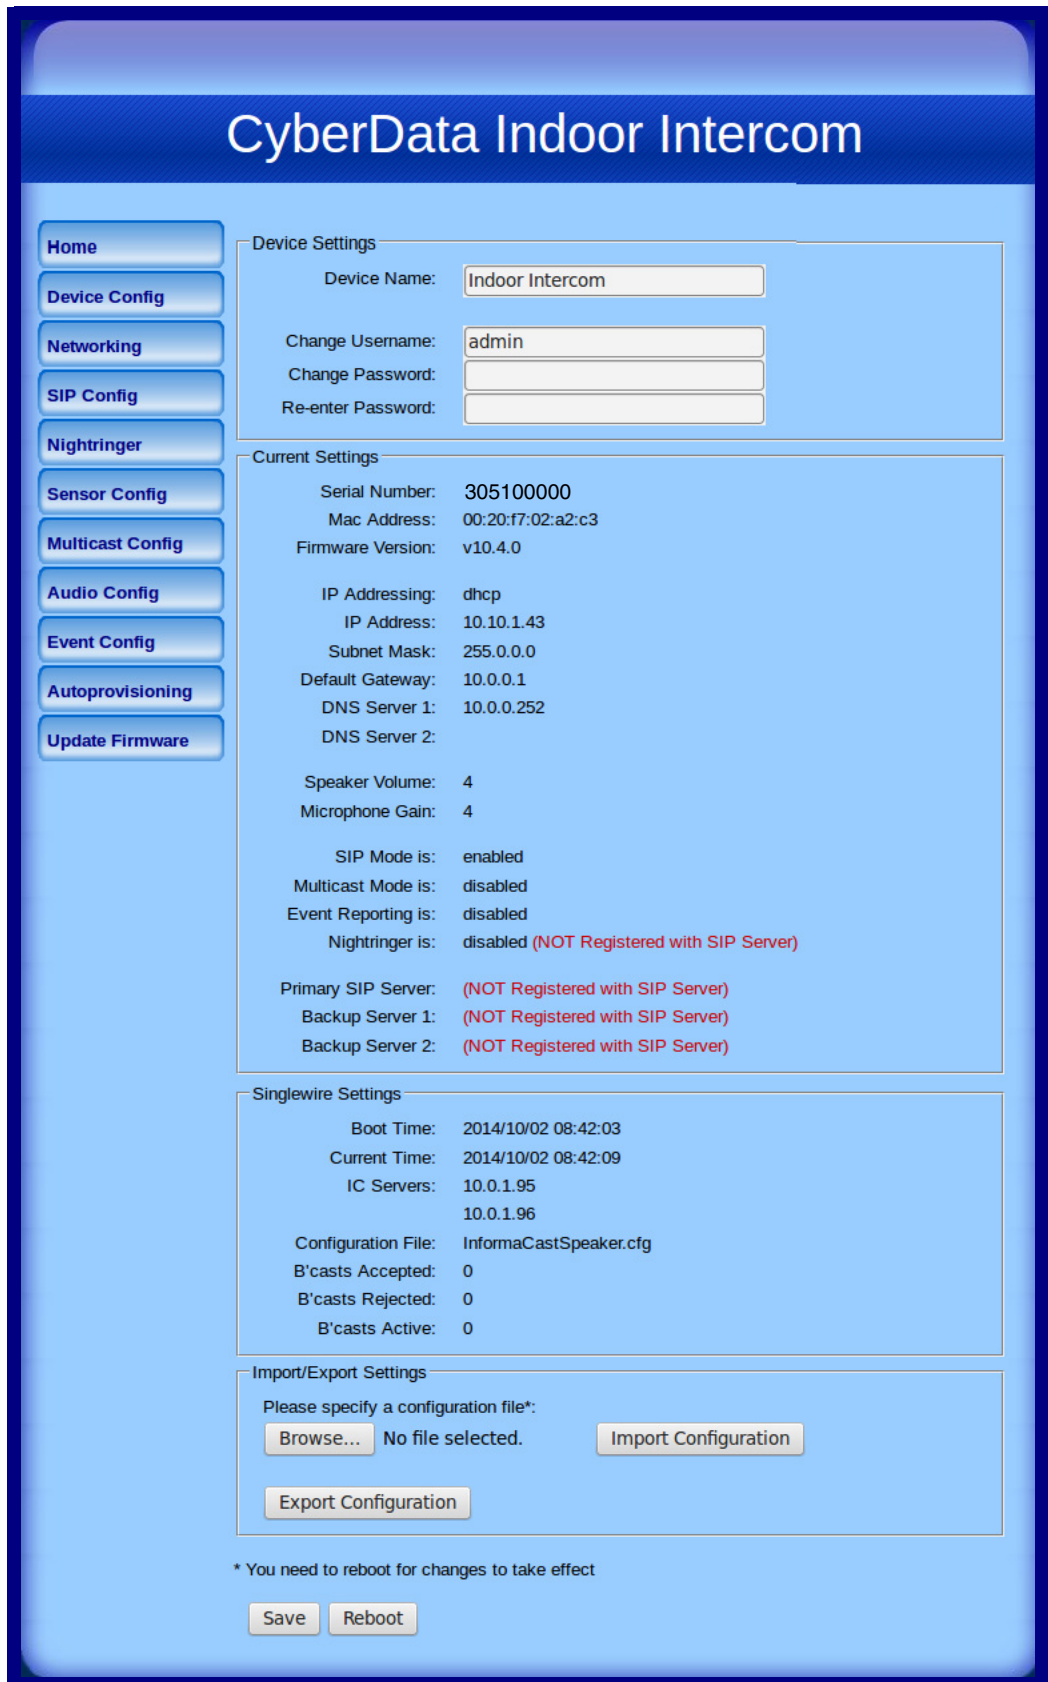 CyberData Indoor Intercom
Home
Device Config
Networking
SIP Config
Nightringer
Sensor Config
Multicast Config
Audio Config
Event Config
Autoprovisioning
Update Firmware
Device Settings
Device Name: Indoor Intercom
Change Username: admin
Change Password:
Re-enter Password:
Current Settings
Serial Number: 305100000
Mac Address: 00:20:f7:02:a2:c3
Firmware Version: v10.4.0
IP Addressing: dhcp
IP Address: 10.10.1.43
Subnet Mask: 255.0.0.0
Default Gateway: 10.0.0.1
DNS Server 1: 10.0.0.252
DNS Server 2:
Speaker Volume: 4
Microphone Gain: 4
SIP Mode is: enabled
Multicast Mode is: disabled
Event Reporting is: disabled
Nightringer is: disabled (NOT Registered with SIP Server)
Primary SIP Server: (NOT Registered with SIP Server)
Backup Server 1: (NOT Registered with SIP Server)
Backup Server 2: (NOT Registered with SIP Server)
Singlewire Settings
Boot Time: 2014/10/02 08:42:03
Current Time: 2014/10/02 08:42:09
IC Servers: 10.0.1.95
10.0.1.96
Configuration File: InformaCastSpeaker.cfg
B'casts Accepted: 0
B'casts Rejected: 0
B'casts Active: 0
Import/Export Settings
Please specify a configuration file*:
Browse... No file selected. Import Configuration
Export Configuration
* You need to reboot for changes to take effect
Save Reboot